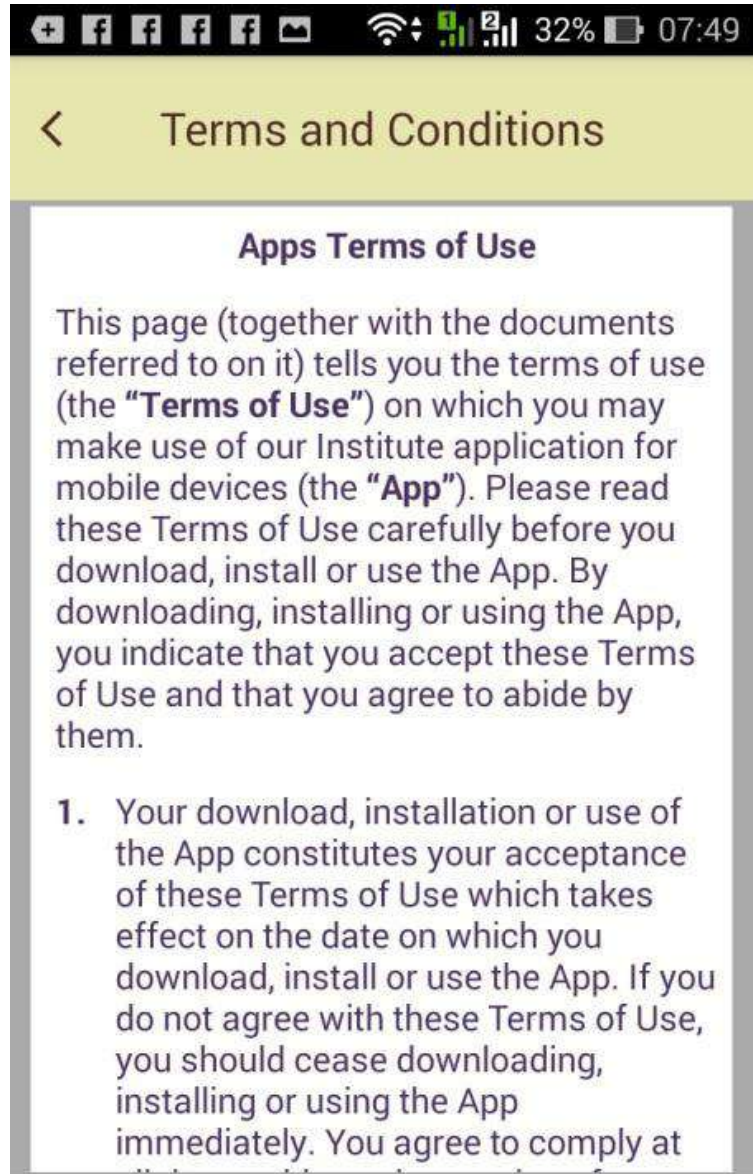 32% 07:49
Terms and Conditions
Apps Terms of Use
This page (together with the documents
referred to on it) tells you the terms of use
(the “Terms of Use”) on which you may
make use of our Institute application for
mobile devices (the “App”). Please read
these Terms of Use carefully before you
download, install or use the App. By
downloading, installing or using the App,
you indicate that you accept these Terms
of Use and that you agree to abide by
them.
1. Your download, installation or use of
the App constitutes your acceptance
of these Terms of Use which takes
effect on the date on which you
download, install or use the App. If you
do not agree with these Terms of Use,
you should cease downloading,
installing or using the App
immediately. You agree to comply at